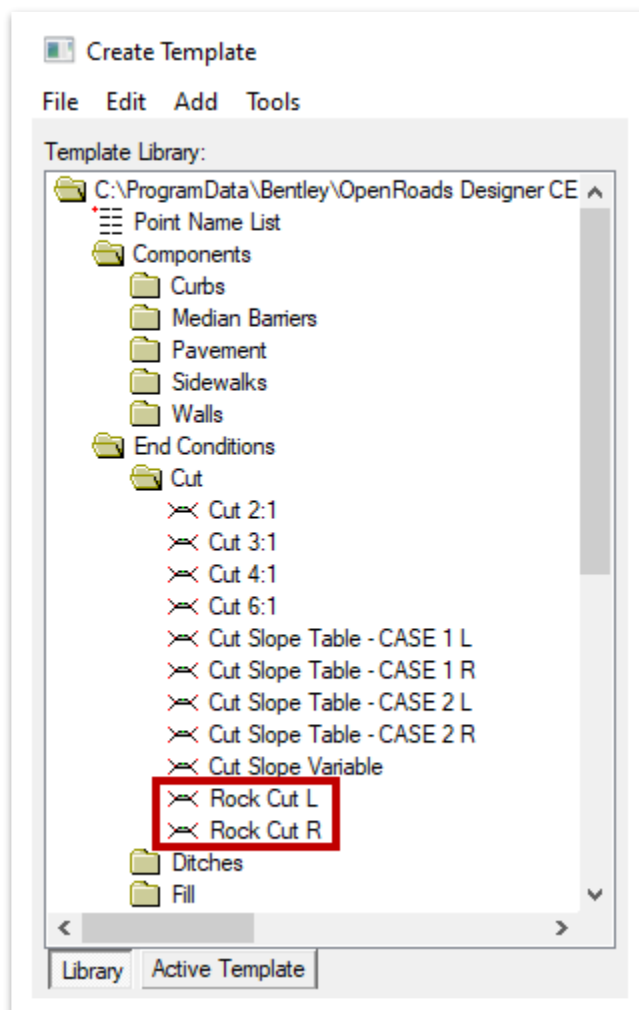 Create Template
File Edit Add Tools
Template Library:
C:\ProgramData\Bentley\OpenRoads Designer CE
Point Name List
Components
Curbs
Median Barriers
Pavement
Sidewalks
Walls
End Conditions
Cut
Cut 2:1
Cut 3:1
Cut 4:1
Cut 6:1
Cut Slope Table - CASE 1 L
Cut Slope Table - CASE 1 R
Cut Slope Table - CASE 2 L
Cut Slope Table - CASE 2 R
Cut Slope Variable
Rock Cut L
Rock Cut R
Ditches
Fill
Library Active Template